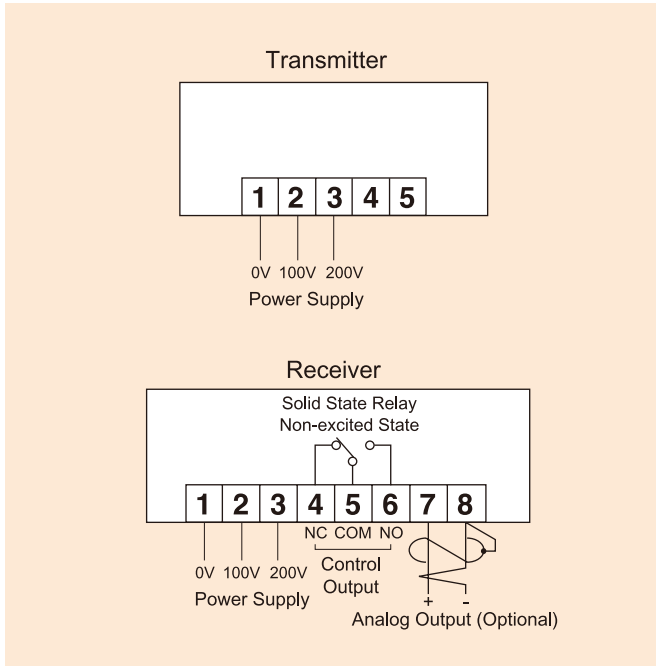 Transmitter
1 2 3 4 5
0V 100V 200V
Power Supply
Receiver
Solid State Relay
Non-excited State
1 2 3 4 5 6 7 8
NC COM NO
0V 100V 200V
Control
Output
Power Supply
+ -
Analog Output (Optional)